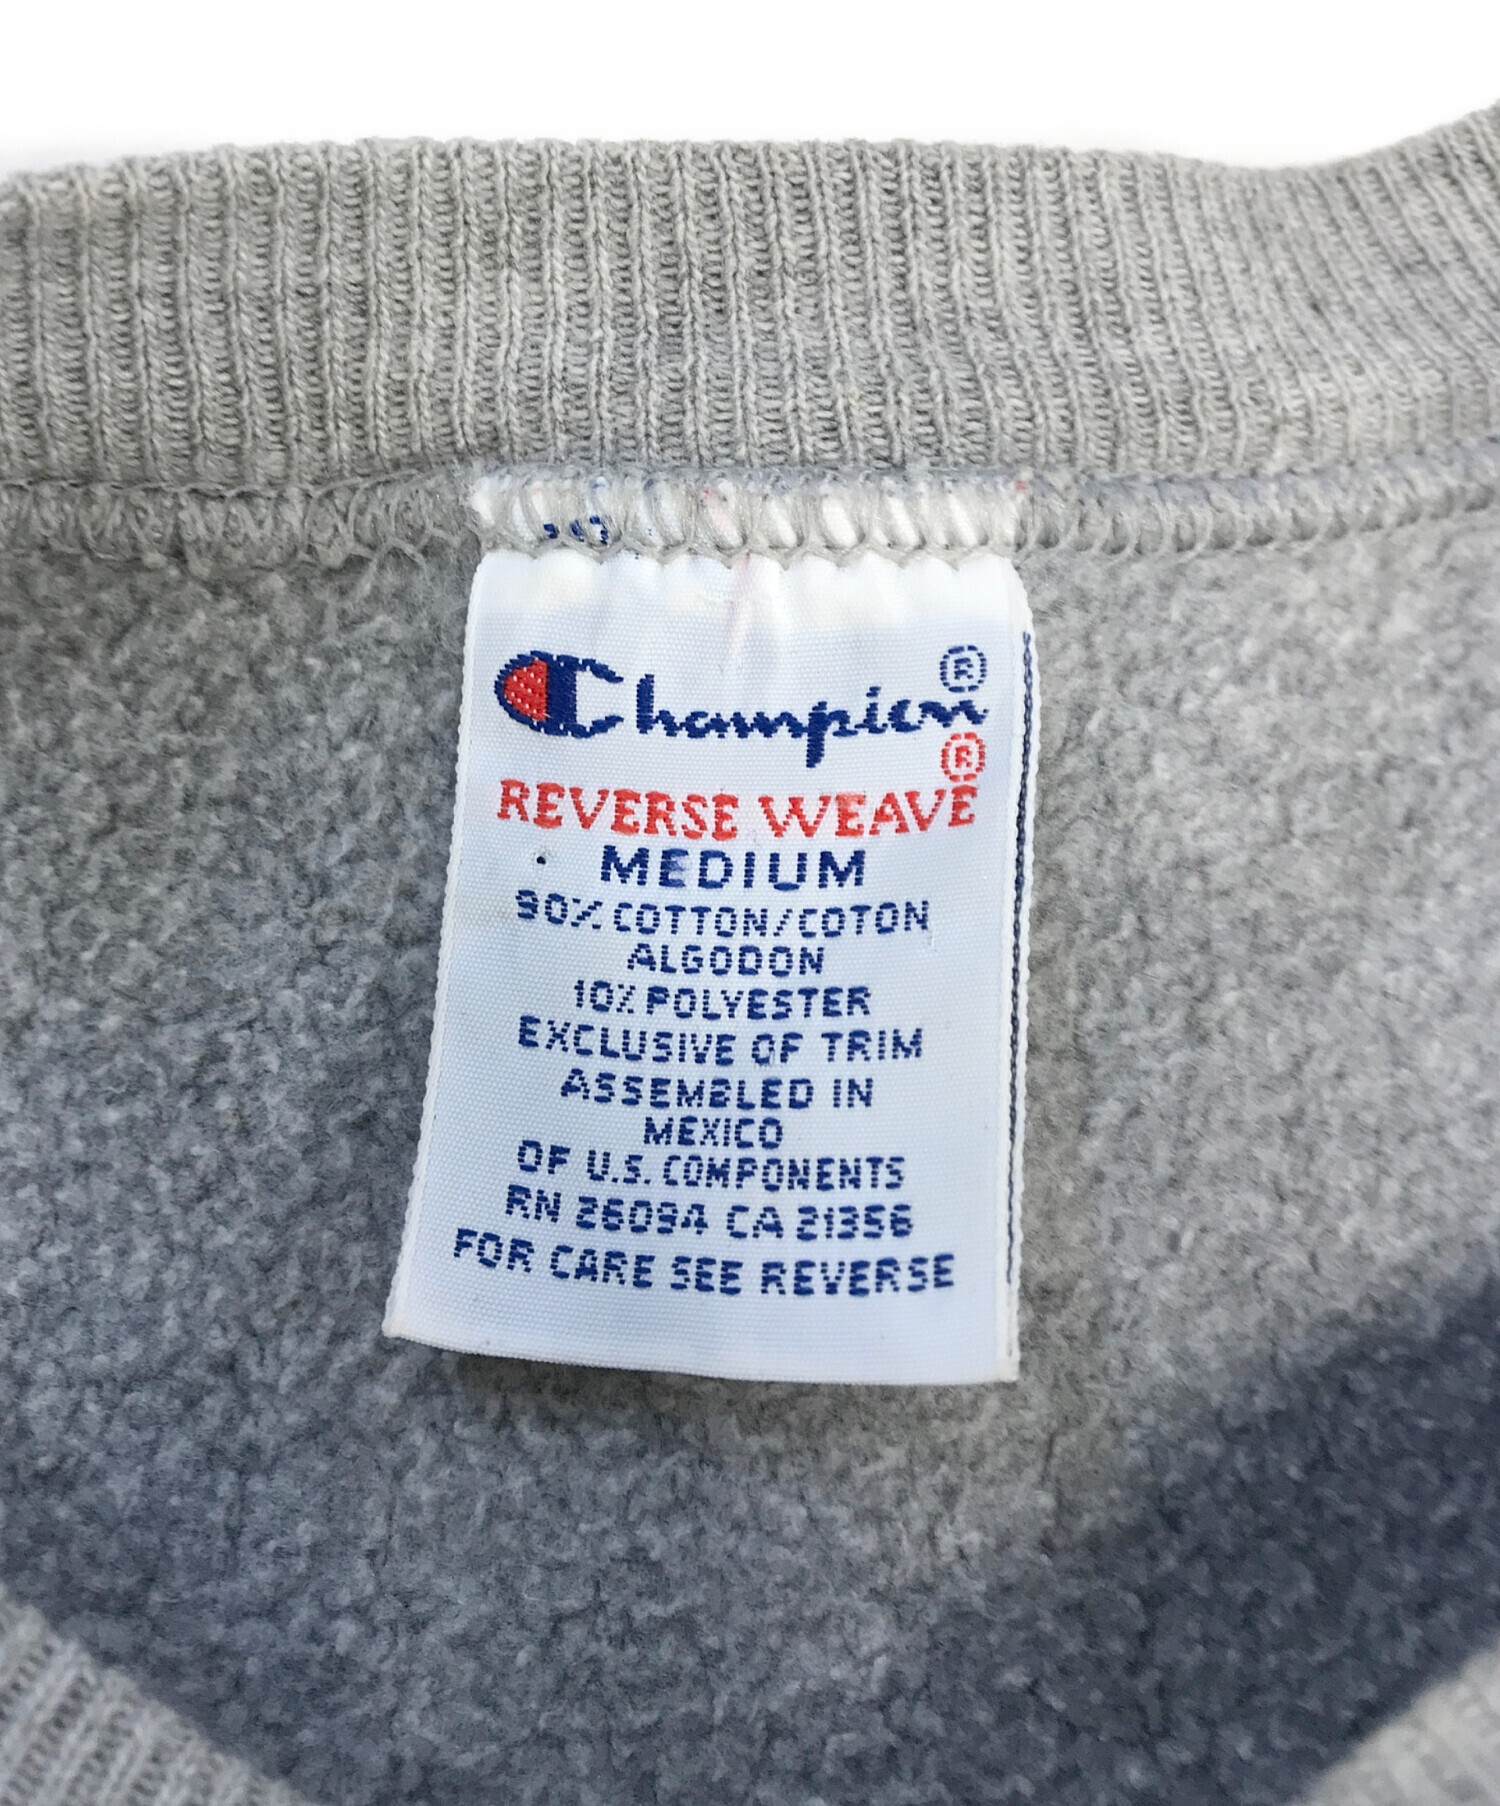 Champion®
REVERSE WEAVE®
MEDIUM
90% COTTON/COTON
ALGODON
10% POLYESTER
EXCLUSIVE OF TRIM
ASSEMBLED IN
MEXICO
OF U.S. COMPONENTS
RN 26094 CA 21356
FOR CARE SEE REVERSE